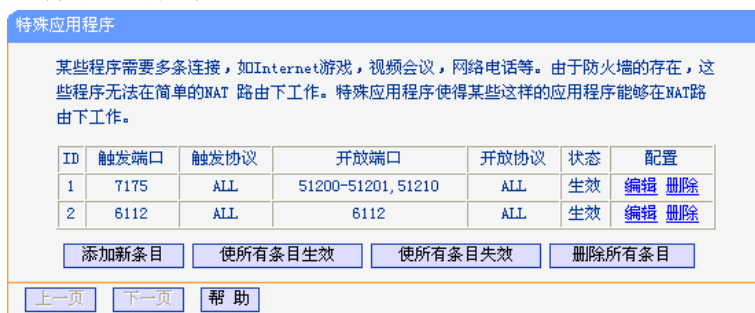 特殊应用程序
某些程序需要多条连接，如Internet游戏，视频会议，网络电话等。由于防火墙的存在，这
些程序无法在简单的NAT 路由下工作。特殊应用程序使得某些这样的应用程序能够在NAT路
由下工作。
ID 触发端口 触发协议 开放端口 开放协议 状态 配置
1 7175 ALL 51200-51201,51210 ALL 生效 编辑 删除
2 6112 ALL 6112 ALL 生效 编辑 删除
添加新条目 使所有条目生效 使所有条目失效 删除所有条目
上一页 下一页 帮 助